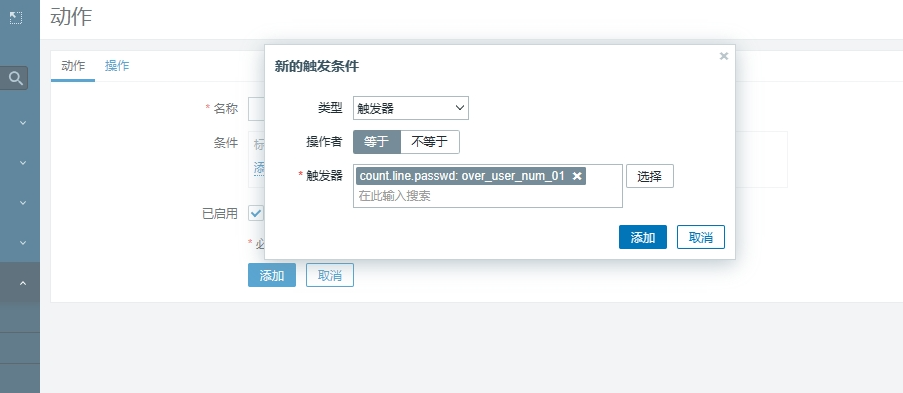 动作
动作 操作
* 名称
条件 标
添
已启用
* 必
添加 取消
新的触发条件
类型 触发器
操作者 等于 不等于
* 触发器 count.line.passwd: over_user_num_01 选择
在此输入搜索
添加 取消